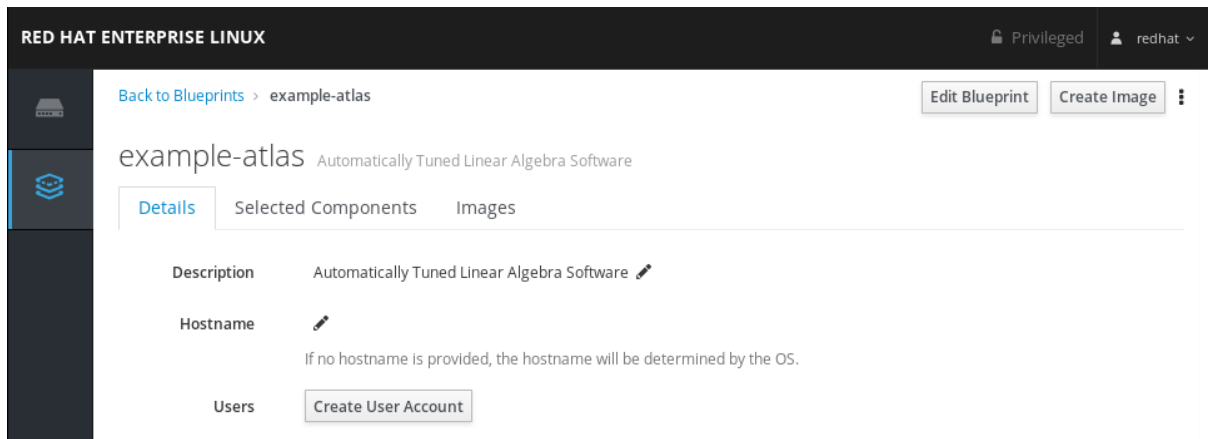 RED HAT ENTERPRISE LINUX Privileged redhat
Back to Blueprints > example-atlas Edit Blueprint Create Image
example-atlas Automatically Tuned Linear Algebra Software
Details Selected Components Images
Description Automatically Tuned Linear Algebra Software
Hostname
If no hostname is provided, the hostname will be determined by the OS.
Users Create User Account